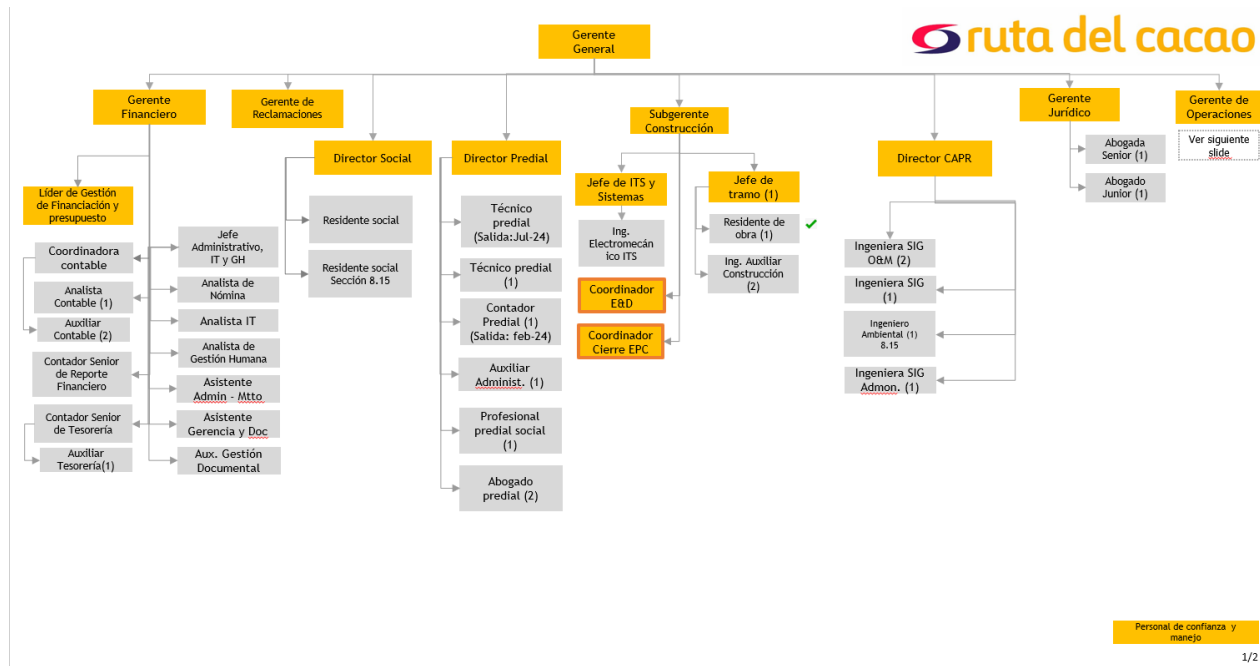 Gerente
General
ruta del cacao
Gerente
Financiero
Gerente de
Reclamaciones
Subgerente
Construcción
Gerente
Jurídico
Gerente de
Operaciones
Ver siguiente
slide
Director Social
Director Predial
Director CAPR
Líder de Gestión
de Financiación y
presupuesto
Coordinadora
contable
Analista
Contable (1)
Auxiliar
Contable (2)
Contador Senior
de Reporte
Financiero
Contador Senior
de Tesorería
Auxiliar
Tesorería(1)
Jefe
Administrativo,
IT y GH
Analista de
Nómina
Analista IT
Analista de
Gestión Humana
Asistente
Admin - Mtto
Asistente
Gerencia y Doc
Aux. Gestión
Documental
Residente social
Residente social
Sección 8.15
Técnico
predial
(Salida:Jul-24)
Técnico predial
(1)
Contador
Predial (1)
(Salida: feb-24)
Auxiliar
Administ. (1)
Profesional
predial social
(1)
Abogado
predial (2)
Jefe de ITS y
Sistemas
Ing.
Electromecán
ico ITS
Coordinador
E&D
Coordinador
Cierre EPC
Jefe de
tramo (1)
Residente de
obra (1)
Ing. Auxiliar
Construcción
(2)
Ingeniera SIG
O&M (2)
Ingeniera SIG
(1)
Ingeniero
Ambiental (1)
8.15
Ingeniera SIG
Admon. (1)
Abogada
Senior (1)
Abogado
Junior (1)
Personal de confianza y
manejo
1/2